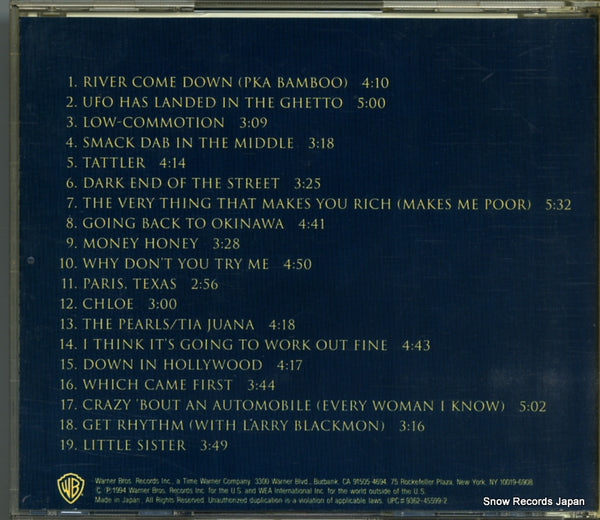 1. RIVER COME DOWN (PKA BAMBOO) 4:10
2. UFO HAS LANDED IN THE GHETTO 5:00
3. LOW-COMMOTION 3:09
4. SMACK DAB IN THE MIDDLE 3:18
5. TATTLER 4:14
6. DARK END OF THE STREET 3:25
7. THE VERY THING THAT MAKES YOU RICH (MAKES ME POOR) 5:32
8. GOING BACK TO OKINAWA 4:41
9. MONEY HONEY 3:28
10. WHY DON'T YOU TRY ME 4:50
11. PARIS, TEXAS 2:56
12. CHLOE 3:00
13. THE PEARLS/TIA JUANA 4:18
14. I THINK IT'S GOING TO WORK OUT FINE 4:43
15. DOWN IN HOLLYWOOD 4:17
16. WHICH CAME FIRST 3:44
17. CRAZY 'BOUT AN AUTOMOBILE (EVERY WOMAN I KNOW) 5:02
18. GET RHYTHM (WITH LARRY BLACKMON) 3:16
19. LITTLE SISTER 3:49
WB Warner Bros. Records Inc., a Time Warner Company, 3300 Warner Blvd., Burbank, CA 91505-4694. 75 Rockefeller Plaza, New York, NY 10019-6908.
© ℗ 1994 Warner Bros. Records Inc. for the U.S. and WEA International Inc. for the world outside of the U.S.
Made in Japan. All Rights Reserved. Unauthorized duplication is a violation of applicable laws. UPC# 9362-45599-2
Snow Records Japan
(c)snowrecords.jp